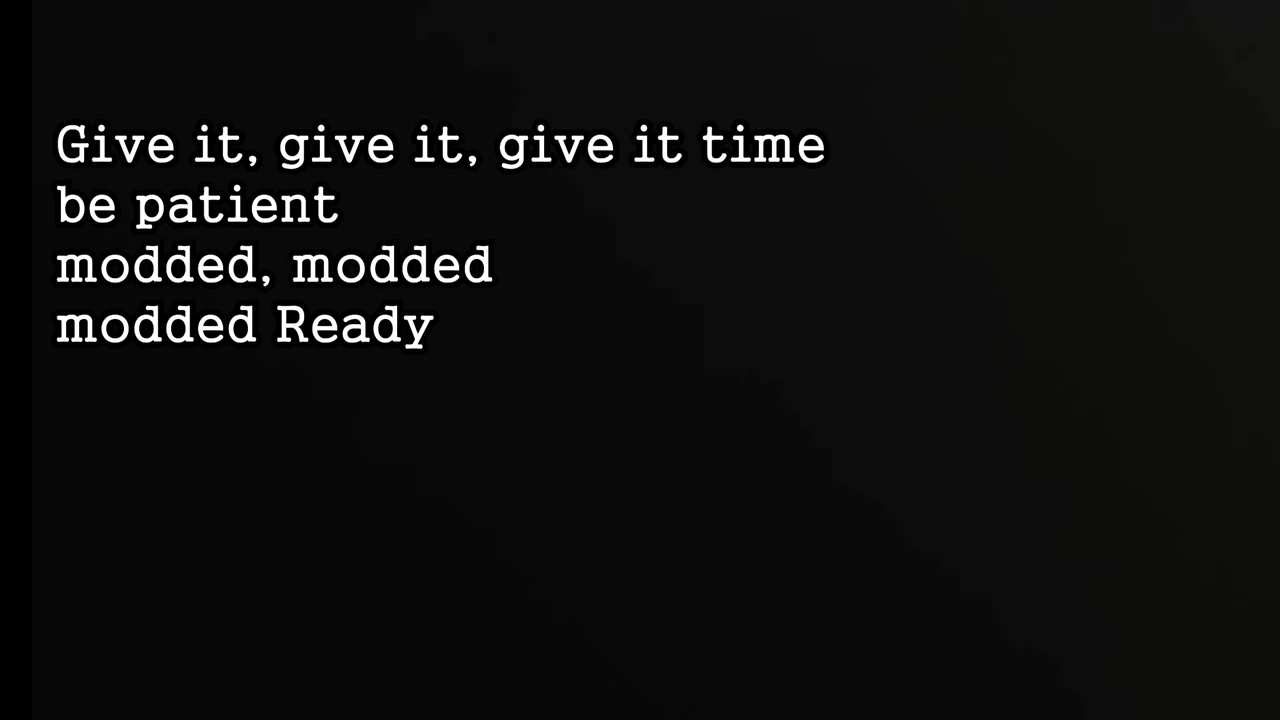 Give it, give it, give it time
be patient
modded, modded
modded Ready